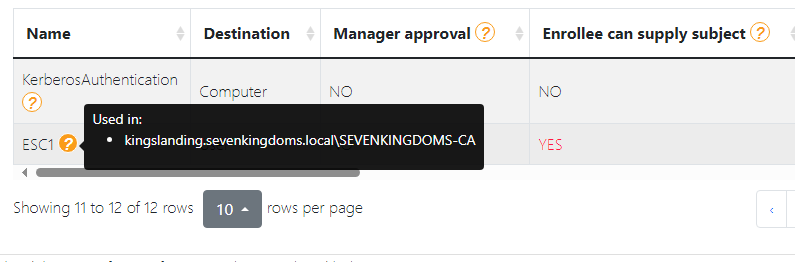 Name Destination Manager approval ? Enrollee can supply subject ?
KerberosAuthentication
? Computer NO NO
Used in:
• kingslanding.sevenkingdoms.local\SEVENKINGDOMS-CA
ESC1 ? YES
Showing 11 to 12 of 12 rows 10 rows per page
‹